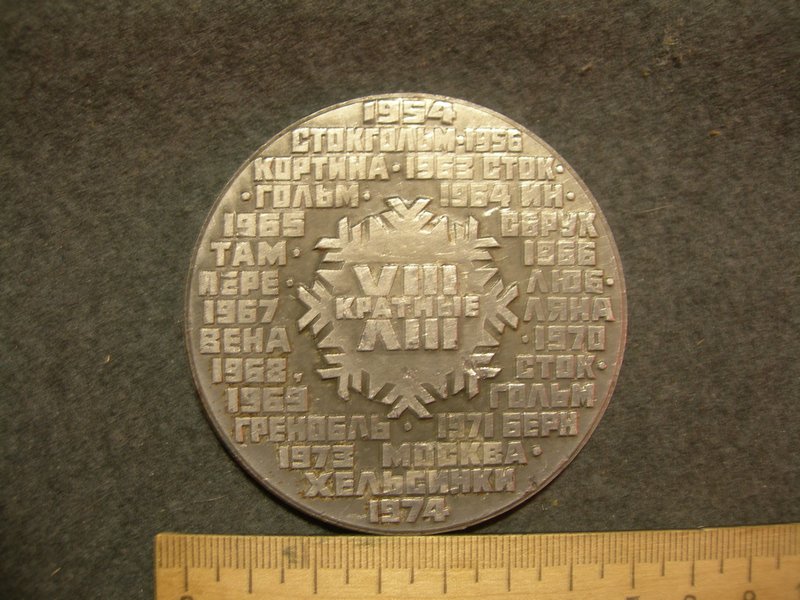 1954
СТОКГОЛЬМ·1956
КОРТИНА·1963 СТОК·
·ГОЛЬМ· 1964 ИН·
1965 СБРУК
ТАМ· 1966
ПЕРЕ· ЛЮБ·
1967 ЛЯНА
ВЕНА ·1970
1968, СТОК·
1969 ГОЛЬМ
ГРЕНОБЛЬ · 1971 БЕРН
1973 МОСКВА·
ХЕЛЬСИНКИ
1974
VIII
КРАТНЫЕ